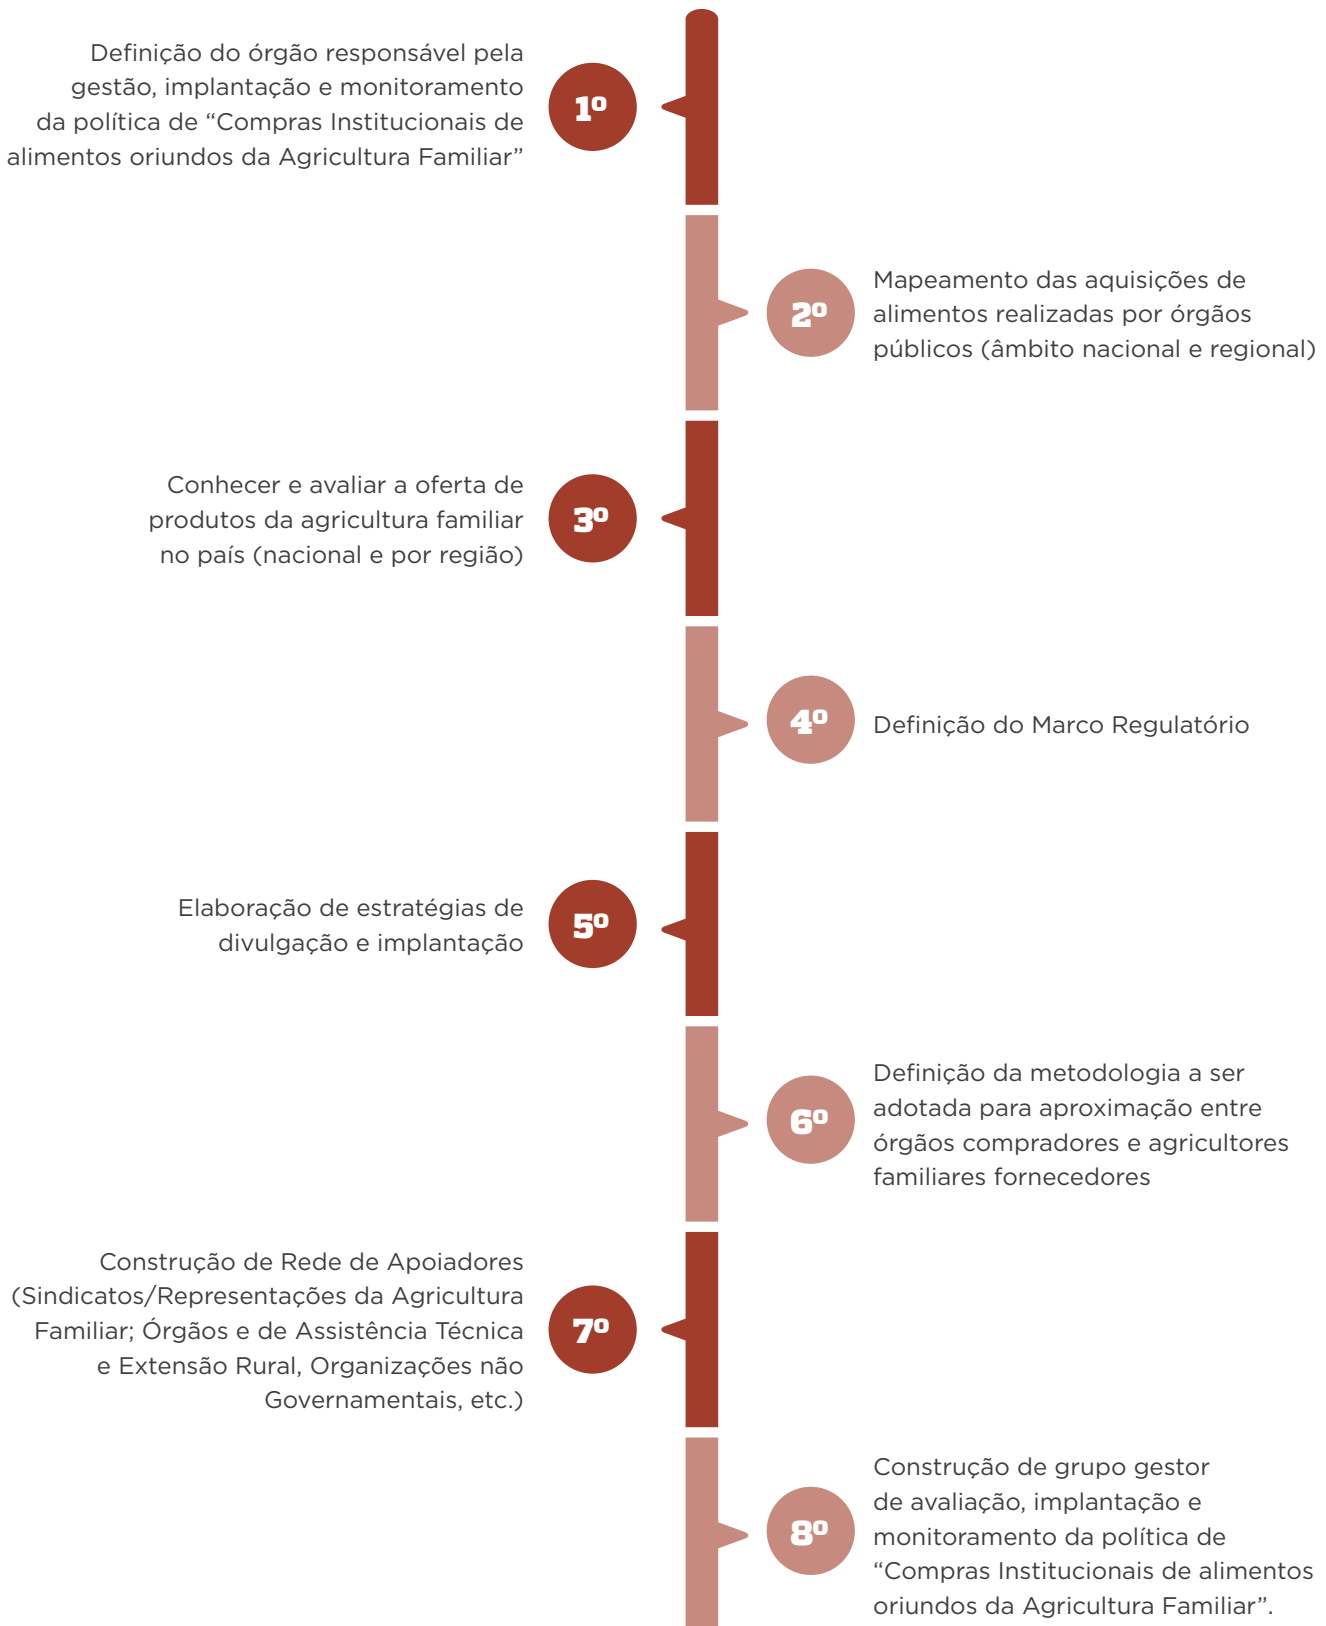 Definição do órgão responsável pela
gestão, implantação e monitoramento
da política de “Compras Institucionais de
alimentos oriundos da Agricultura Familiar”
1º
2º
Mapeamento das aquisições de
alimentos realizadas por órgãos
públicos (âmbito nacional e regional)
Conhecer e avaliar a oferta de
produtos da agricultura familiar
no país (nacional e por região)
3º
4º
Definição do Marco Regulatório
Elaboração de estratégias de
divulgação e implantação
5º
6º
Definição da metodologia a ser
adotada para aproximação entre
órgãos compradores e agricultores
familiares fornecedores
Construção de Rede de Apoiadores
(Sindicatos/Representações da Agricultura
Familiar; Órgãos e de Assistência Técnica
e Extensão Rural, Organizações não
Governamentais, etc.)
7º
8º
Construção de grupo gestor
de avaliação, implantação e
monitoramento da política de
“Compras Institucionais de alimentos
oriundos da Agricultura Familiar”.